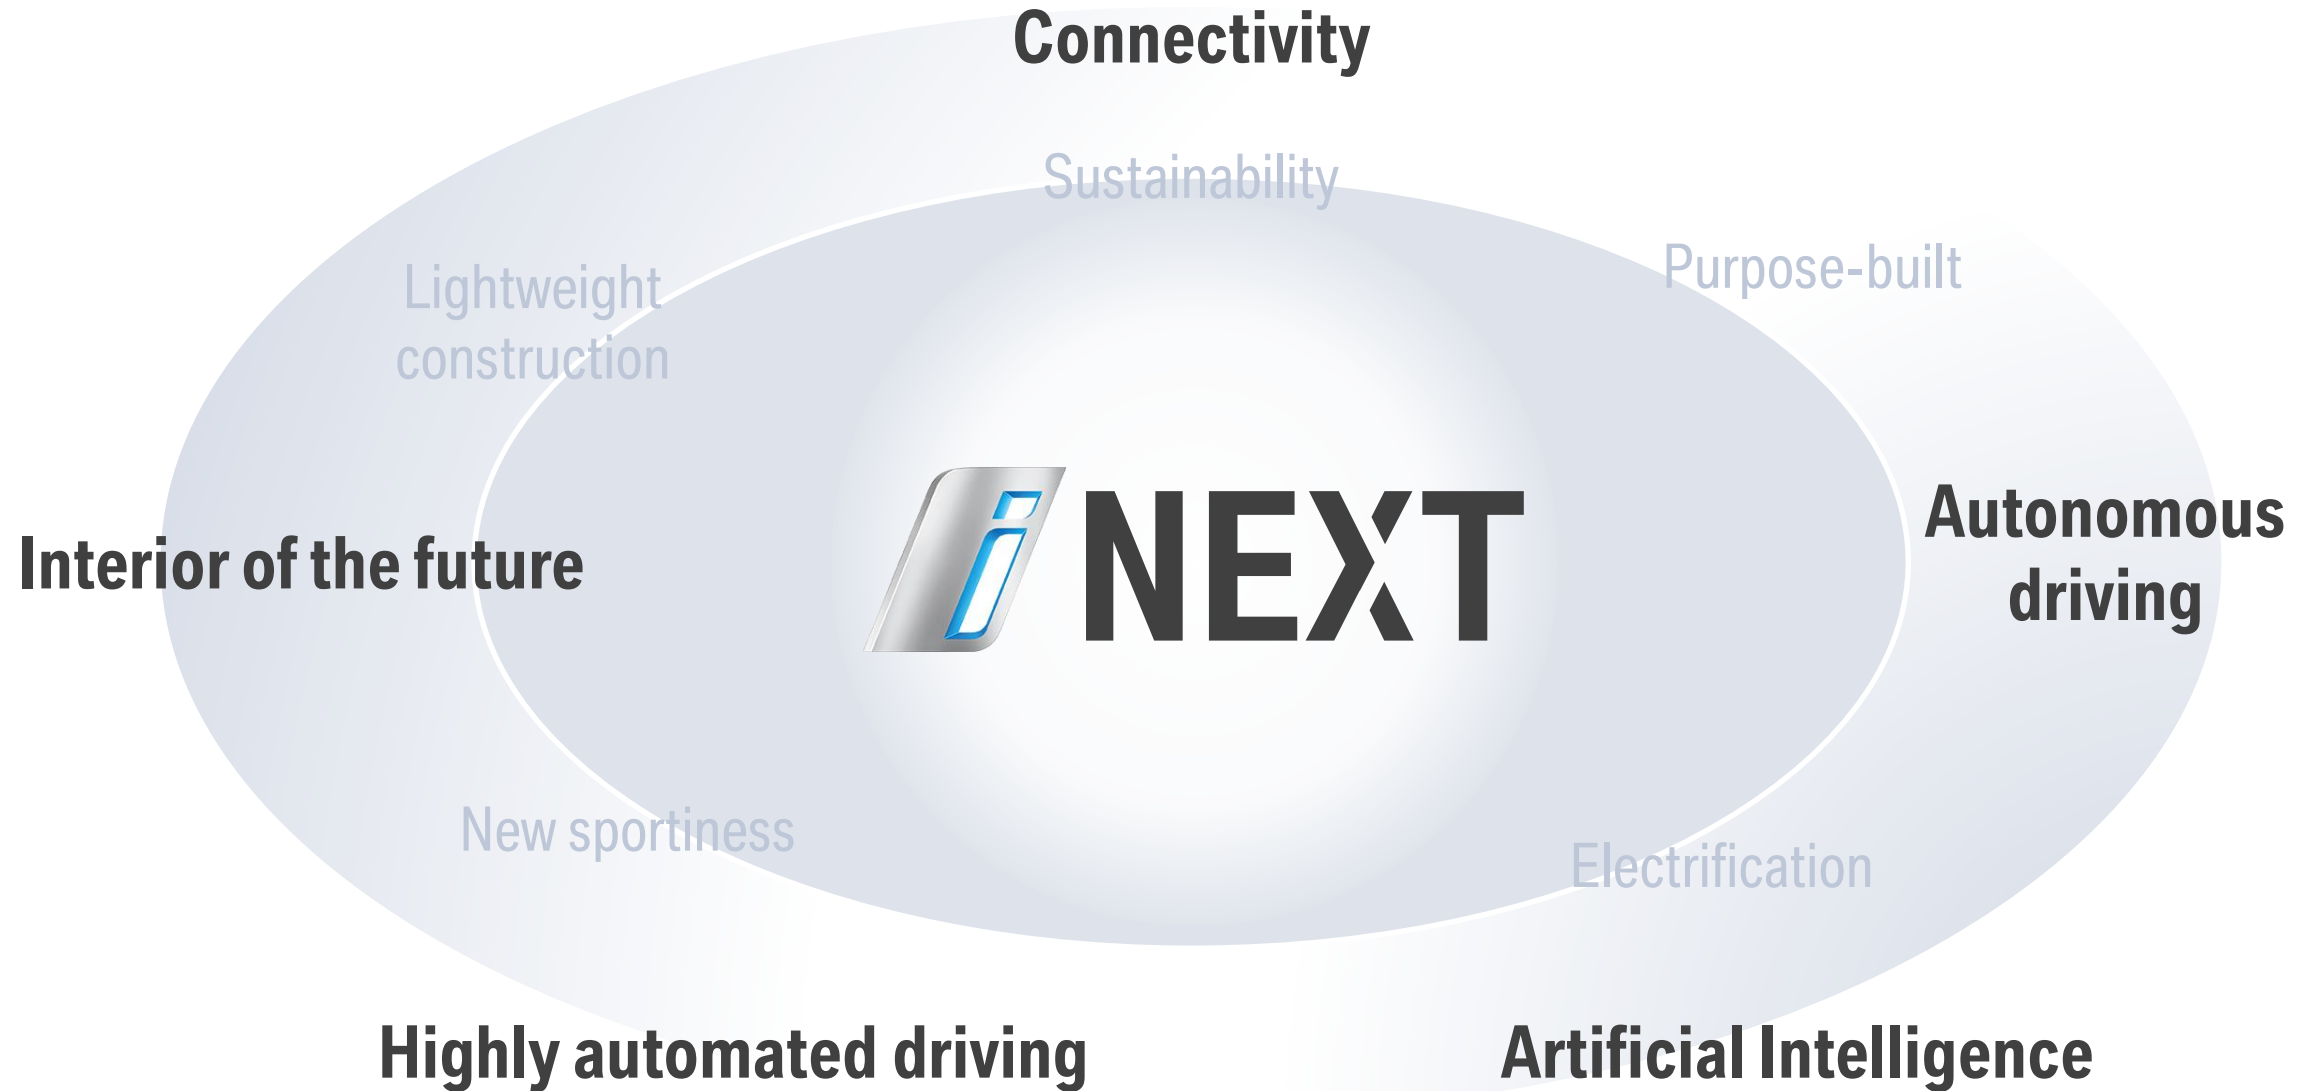 Connectivity
Sustainability
Purpose-built
Lightweight
construction
i NEXT
Autonomous
driving
Interior of the future
New sportiness
Electrification
Highly automated driving
Artificial Intelligence